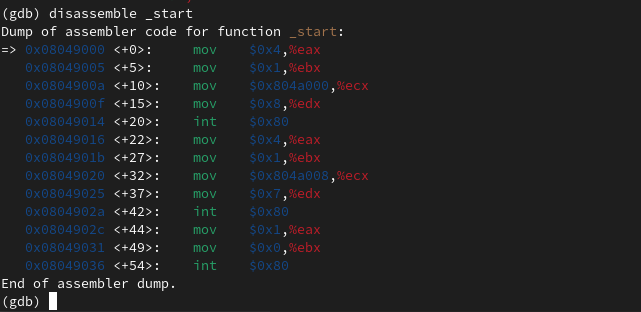 (gdb) disassemble _start
Dump of assembler code for function _start:
=> 0x08049000 <+0>:    mov    $0x4,%eax
   0x08049005 <+5>:    mov    $0x1,%ebx
   0x0804900a <+10>:    mov    $0x804a000,%ecx
   0x0804900f <+15>:    mov    $0x8,%edx
   0x08049014 <+20>:    int    $0x80
   0x08049016 <+22>:    mov    $0x4,%eax
   0x0804901b <+27>:    mov    $0x1,%ebx
   0x08049020 <+32>:    mov    $0x804a008,%ecx
   0x08049025 <+37>:    mov    $0x7,%edx
   0x0804902a <+42>:    int    $0x80
   0x0804902c <+44>:    mov    $0x1,%eax
   0x08049031 <+49>:    mov    $0x0,%ebx
   0x08049036 <+54>:    int    $0x80
End of assembler dump.
(gdb)